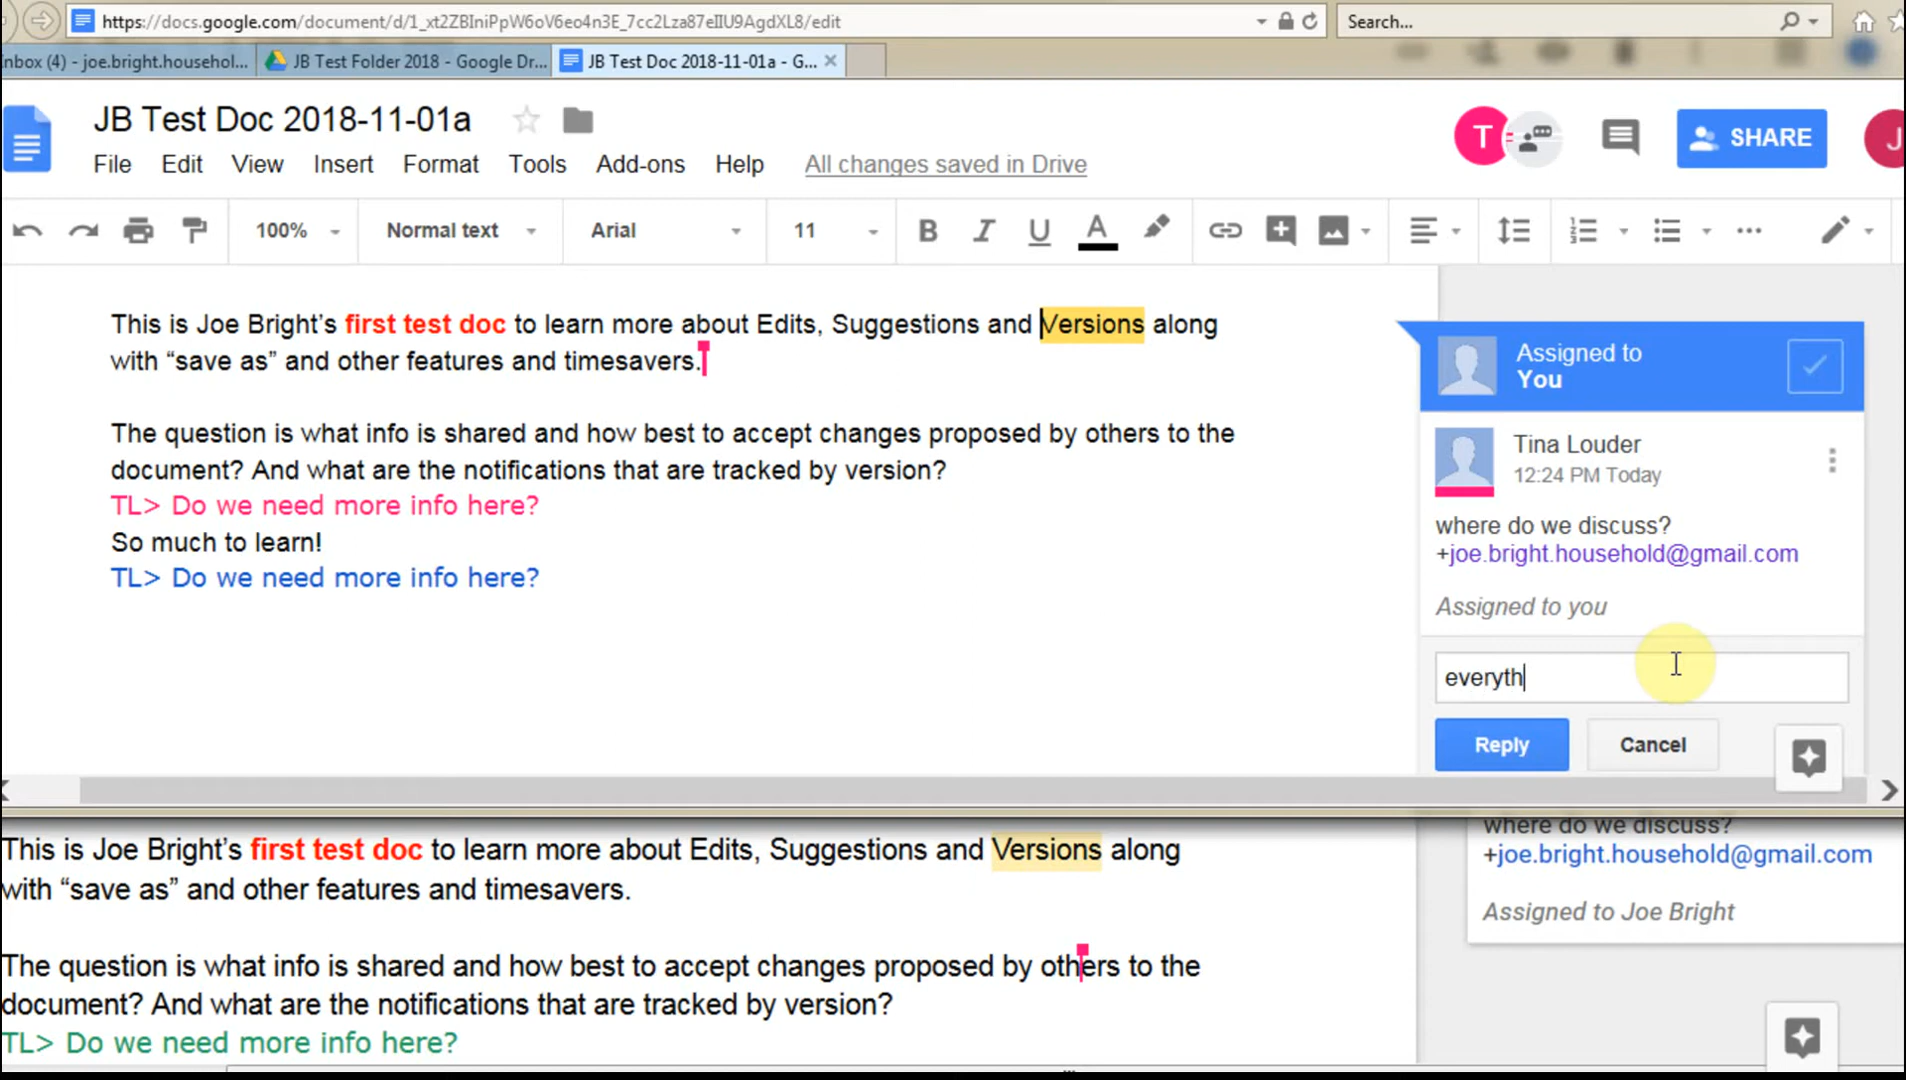 https://docs.google.com/document/d/1_xt2ZBIniPpW6oV6eo4n3E_7cc2Lza87eIIU9AgdXL8/edit
Search...
Inbox (4) - joe.bright.househol...
JB Test Folder 2018 - Google Dr...
JB Test Doc 2018-11-01a - G...
JB Test Doc 2018-11-01a
T
SHARE
J
File Edit View Insert Format Tools Add-ons Help All changes saved in Drive
100% Normal text Arial 11 B I U A
This is Joe Bright's first test doc to learn more about Edits, Suggestions and Versions along
with “save as” and other features and timesavers.
The question is what info is shared and how best to accept changes proposed by others to the
document? And what are the notifications that are tracked by version?
TL> Do we need more info here?
So much to learn!
TL> Do we need more info here?
Assigned to
You
Tina Louder
12:24 PM Today
where do we discuss?
+joe.bright.household@gmail.com
Assigned to you
everyth
Reply Cancel
This is Joe Bright's first test doc to learn more about Edits, Suggestions and Versions along
with “save as” and other features and timesavers.
The question is what info is shared and how best to accept changes proposed by others to the
document? And what are the notifications that are tracked by version?
TL> Do we need more info here?
where do we discuss?
+joe.bright.household@gmail.com
Assigned to Joe Bright